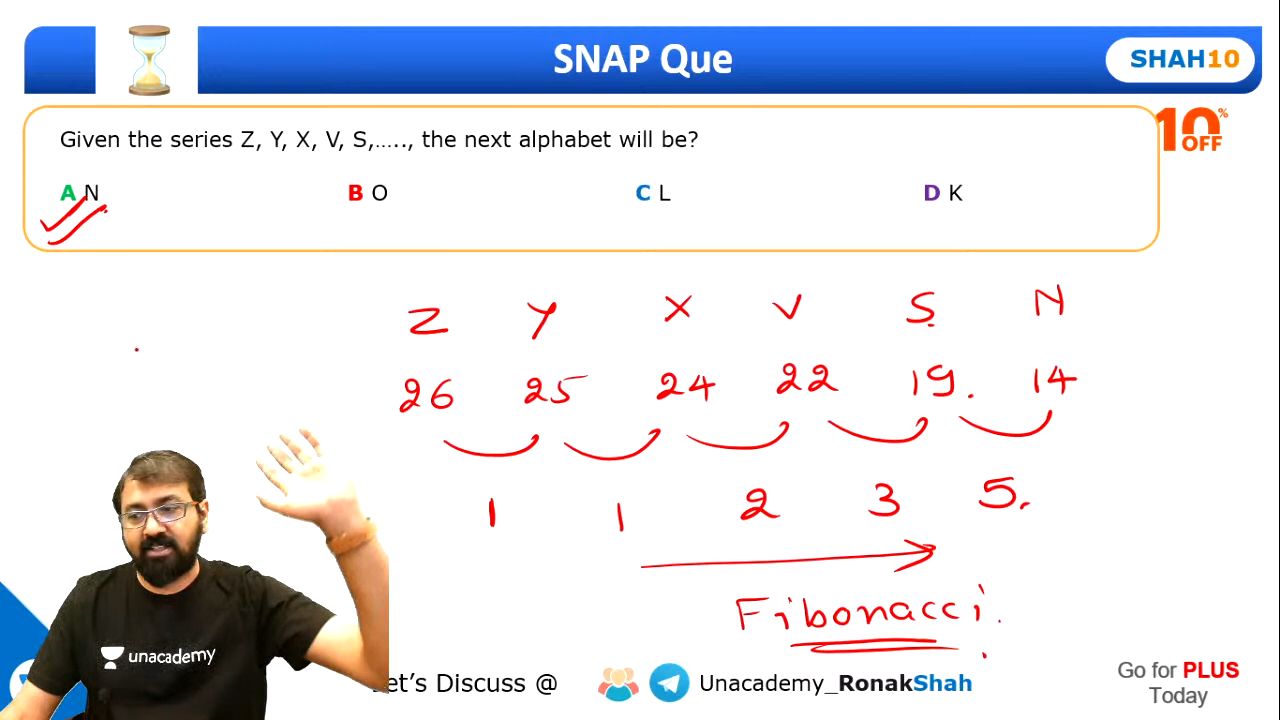 SNAP Que
SHAH10
10% OFF
Given the series Z, Y, X, V, S,....., the next alphabet will be?
A N B O C L D K
Z Y X V S N
26 25 24 22 19. 14
1 1 2 3 5.
Fibonacci.
unacademy
Let's Discuss @ Unacademy_RonakShah
Go for PLUS
Today